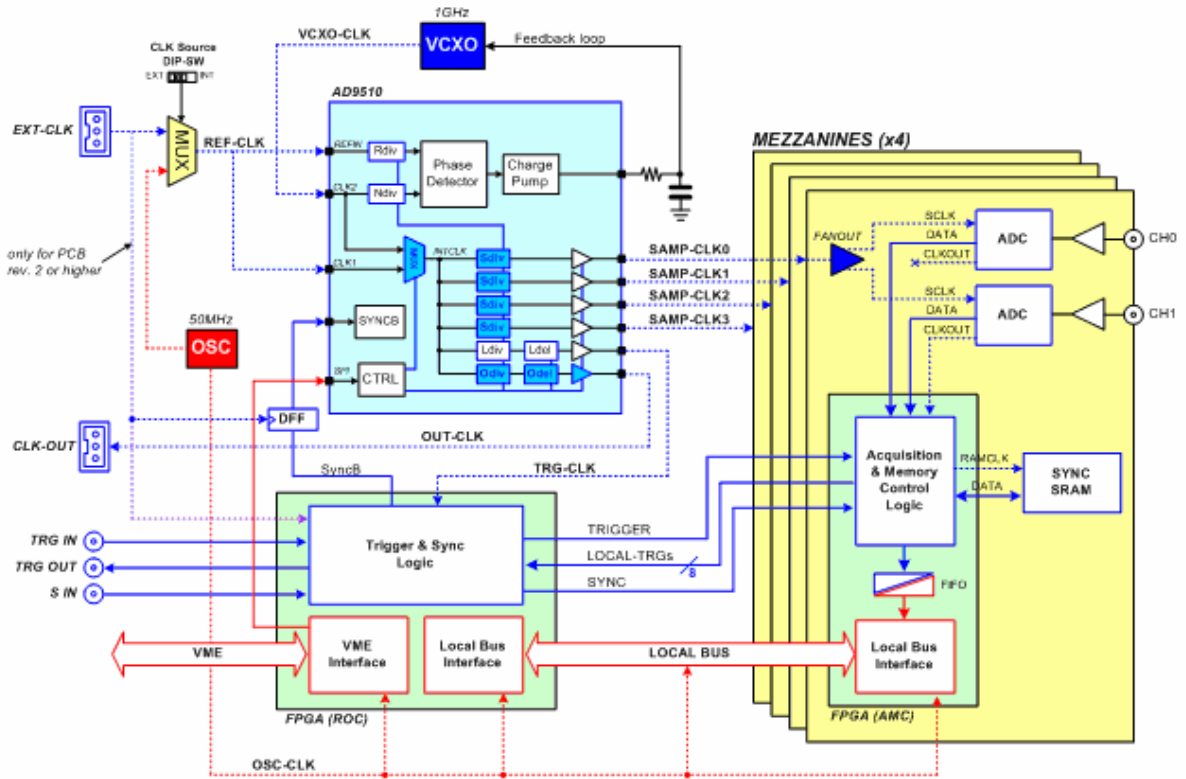 1GHz
VCXO-CLK
VCXO
Feedback loop
CLK Source
DIP-SW
EXT
INT
AD9510
EXT-CLK
MUX
REF-CLK
REFIN
Rdiv
Phase
Detector
Charge
Pump
CLK2
Ndiv
MEZZANINES (x4)
only for PCB
rev. 2 or higher
CLK1
MUX
INTCLK
Sdiv
Sdiv
Sdiv
Sdiv
Ldiv
Ldel
Odiv
Odel
SAMP-CLK0
SAMP-CLK1
SAMP-CLK2
SAMP-CLK3
FANOUT
SCLK
DATA
CLKOUT
ADC
CH0
SCLK
DATA
CLKOUT
ADC
CH1
50MHz
OSC
SYNCB
SPI
CTRL
DFF
CLK-OUT
OUT-CLK
SyncB
TRG-CLK
Acquisition
& Memory
Control
Logic
RAMCLK
DATA
SYNC
SRAM
TRG IN
TRG OUT
S IN
Trigger & Sync
Logic
TRIGGER
LOCAL-TRGs
8
SYNC
FIFO
VME
VME
Interface
Local Bus
Interface
LOCAL BUS
Local Bus
Interface
FPGA (ROC)
FPGA (AMC)
OSC-CLK